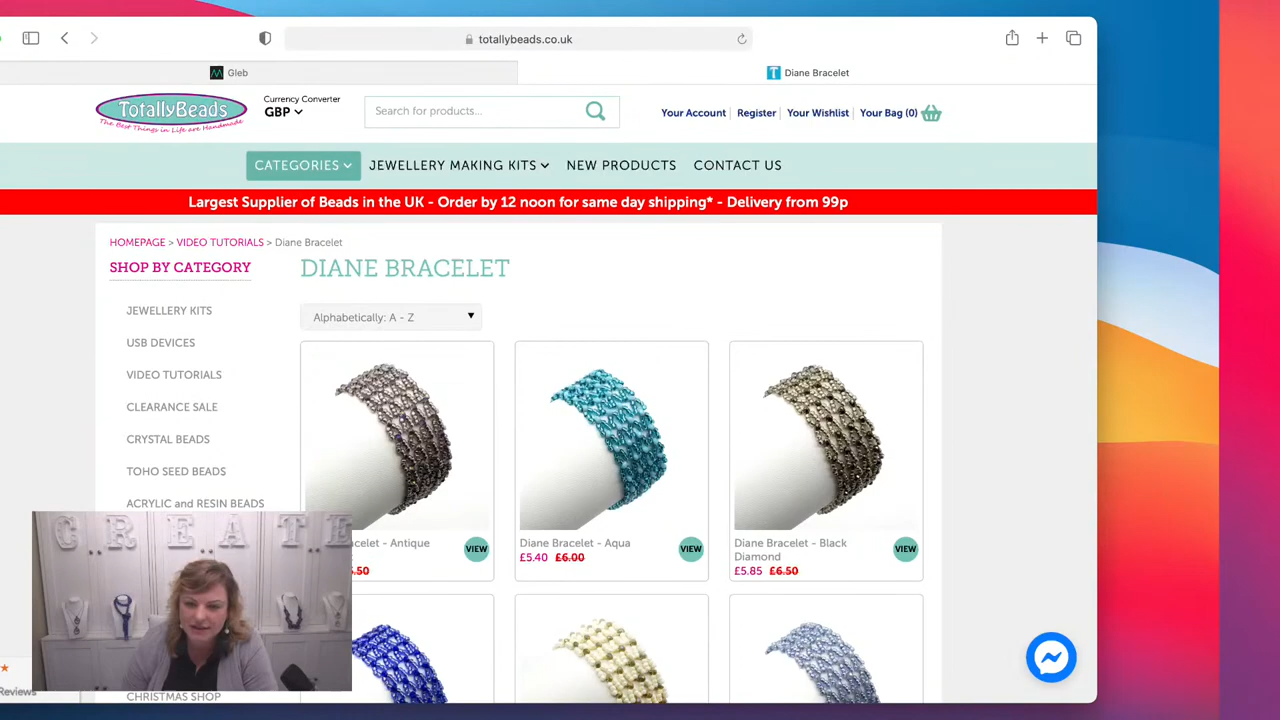 totallybeads.co.uk
Gleb
Diane Bracelet
TotallyBeads
The Best Things in Life are Handmade
Currency Converter
GBP
Search for products...
Your Account
Register
Your Wishlist
Your Bag (0)
CATEGORIES
JEWELLERY MAKING KITS
NEW PRODUCTS
CONTACT US
Largest Supplier of Beads in the UK - Order by 12 noon for same day shipping* - Delivery from 99p
HOMEPAGE > VIDEO TUTORIALS > Diane Bracelet
SHOP BY CATEGORY
JEWELLERY KITS
USB DEVICES
VIDEO TUTORIALS
CLEARANCE SALE
CRYSTAL BEADS
TOHO SEED BEADS
ACRYLIC and RESIN BEADS
CHRISTMAS SHOP
DIANE BRACELET
Alphabetically: A - Z
acelet - Antique
.50
VIEW
Diane Bracelet - Aqua
£5.40 £6.00
VIEW
Diane Bracelet - Black
Diamond
£5.85 £6.50
VIEW
CREATE
Reviews